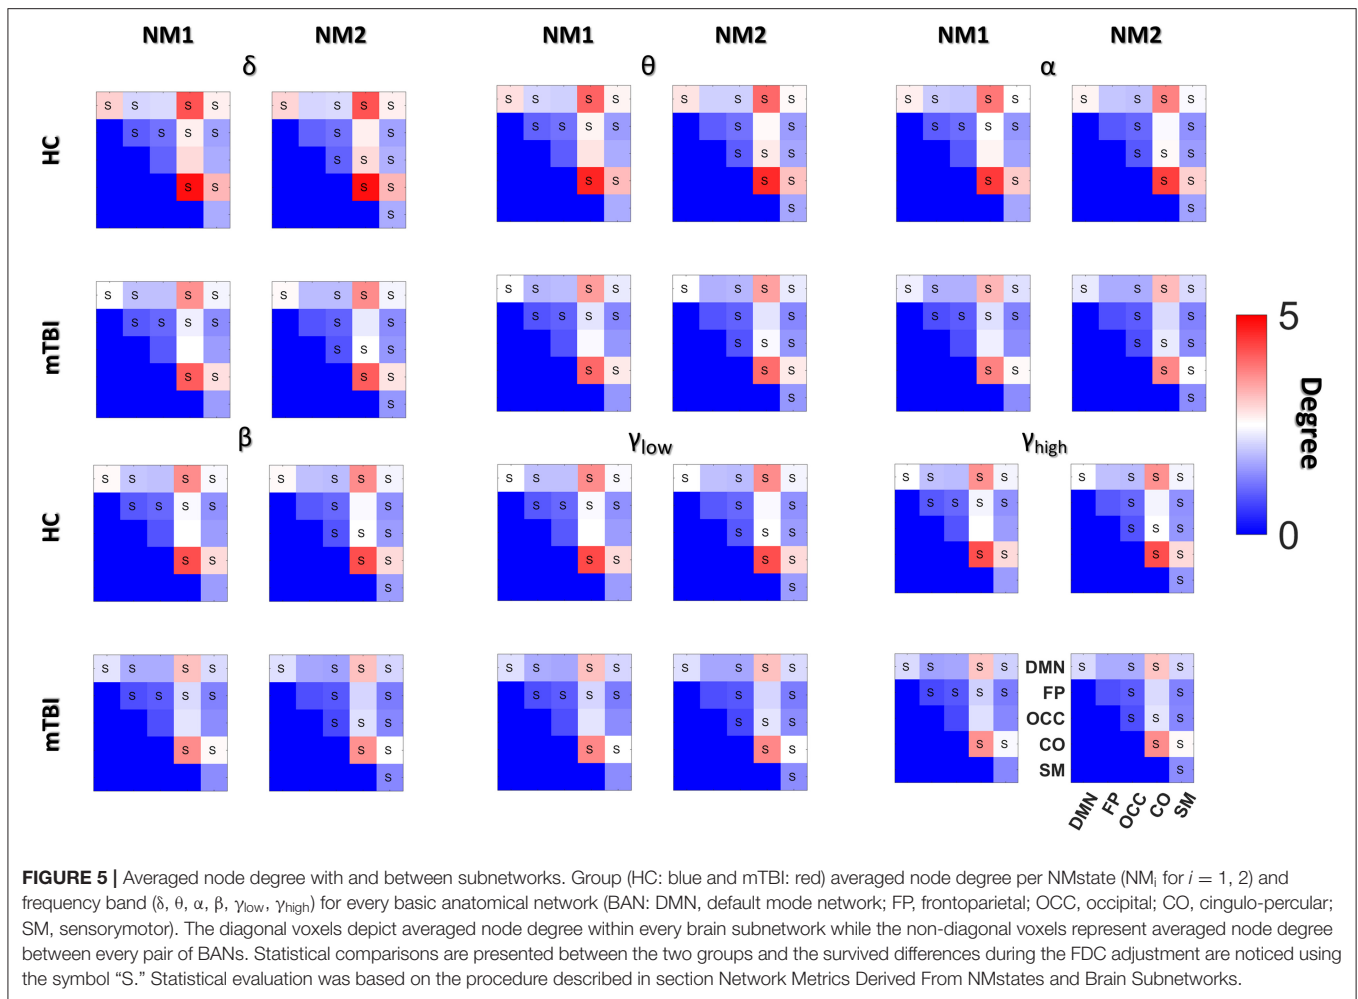 NM1 NM2 NM1 NM2 NM1 NM2
δ θ α
HC
S S S S S S S S S S S S
S S S S S S S S S S S S
S S S S S S
S S S S S S S S S S S S
S S S
mTBI
S S S S S S S S S S S S
S S S S S S S S S S S S
S S S S S S
S S S S S S S S S S S S
S S S
5
Degree
0
β γlow γhigh
HC
S S S S S S S S S S S S
S S S S S S S S S S S S
S S S S S S
S S S S S S S S S S S S
S S S
mTBI
S S S S S S S S S S S S
S S S S S S S S S S S S
S S S S S S
S S S S S S S S S S S S
S S S
DMN
FP
OCC
CO
SM
DMN FP OCC CO SM
FIGURE 5 | Averaged node degree with and between subnetworks. Group (HC: blue and mTBI: red) averaged node degree per NMstate (NMi for i = 1, 2) and
frequency band (δ, θ, α, β, γlow, γhigh) for every basic anatomical network (BAN: DMN, default mode network; FP, frontoparietal; OCC, occipital; CO, cingulo-percular;
SM, sensorymotor). The diagonal voxels depict averaged node degree within every brain subnetwork while the non-diagonal voxels represent averaged node degree
between every pair of BANs. Statistical comparisons are presented between the two groups and the survived differences during the FDC adjustment are noticed using
the symbol “S.” Statistical evaluation was based on the procedure described in section Network Metrics Derived From NMstates and Brain Subnetworks.